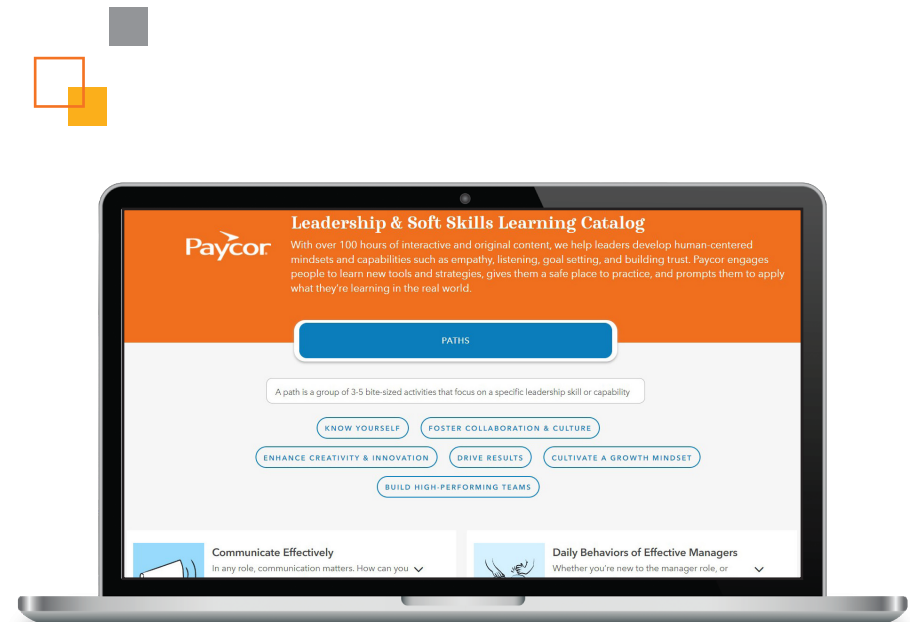 Leadership & Soft Skills Learning Catalog
Paycor
With over 100 hours of interactive and original content, we help leaders develop human-centered
mindsets and capabilities such as empathy, listening, goal setting, and building trust. Paycor engages
people to learn new tools and strategies, gives them a safe place to practice, and prompts them to apply
what they're learning in the real world.
PATHS
A path is a group of 3-5 bite-sized activities that focus on a specific leadership skill or capability
KNOW YOURSELF
FOSTER COLLABORATION & CULTURE
ENHANCE CREATIVITY & INNOVATION
DRIVE RESULTS
CULTIVATE A GROWTH MINDSET
BUILD HIGH-PERFORMING TEAMS
Communicate Effectively
In any role, communication matters. How can you
Daily Behaviors of Effective Managers
Whether you're new to the manager role, or